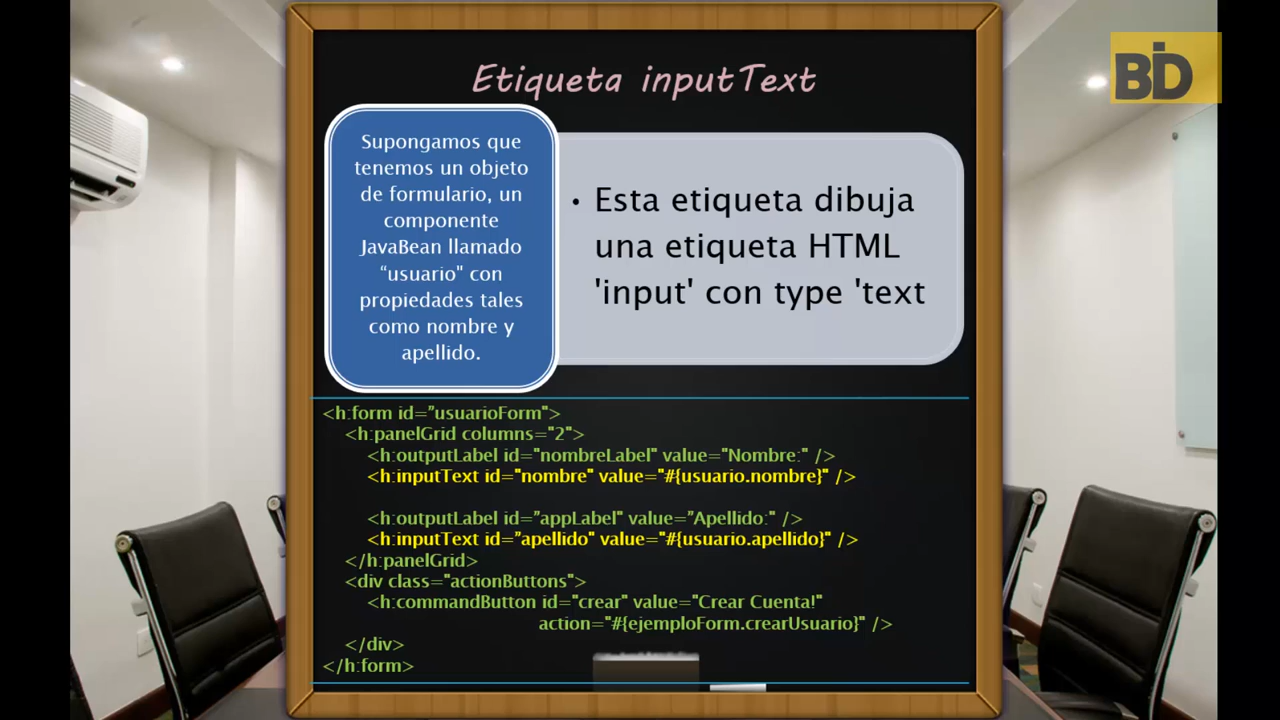 BID
Etiqueta inputText
Supongamos que
tenemos un objeto
de formulario, un
componente
JavaBean llamado
“usuario" con
propiedades tales
como nombre y
apellido.
• Esta etiqueta dibuja
una etiqueta HTML
'input' con type 'text
<h:form id=”usuarioForm">
<h:panelGrid columns="2">
<h:outputLabel id="nombreLabel" value="Nombre:" />
<h:inputText id="nombre" value="#{usuario.nombre}" />
<h:outputLabel id=”appLabel" value=”Apellido:" />
<h:inputText id=”apellido" value="#{usuario.apellido}" />
</h:panelGrid>
<div class="actionButtons">
<h:commandButton id="crear" value="Crear Cuenta!"
action="#{ejemploForm.crearUsuario}" />
</div>
</h:form>